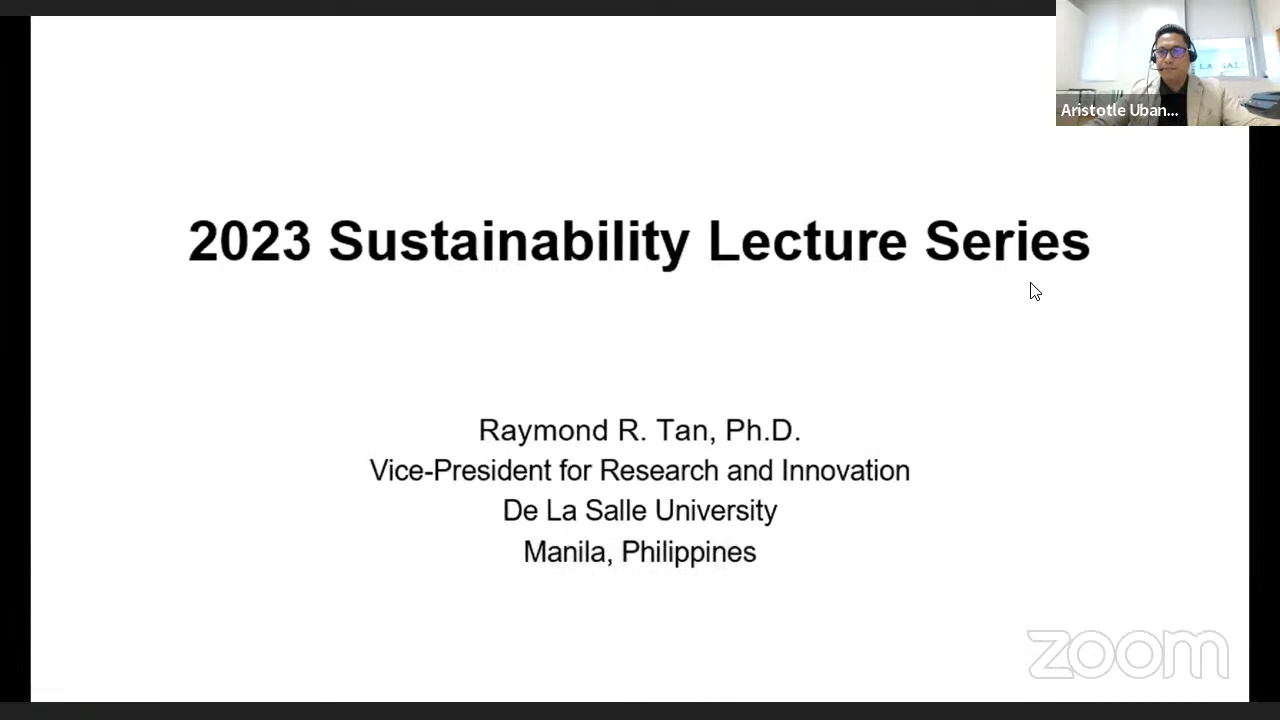 Aristotle Uban...
2023 Sustainability Lecture Series
Raymond R. Tan, Ph.D.
Vice-President for Research and Innovation
De La Salle University
Manila, Philippines
zoom